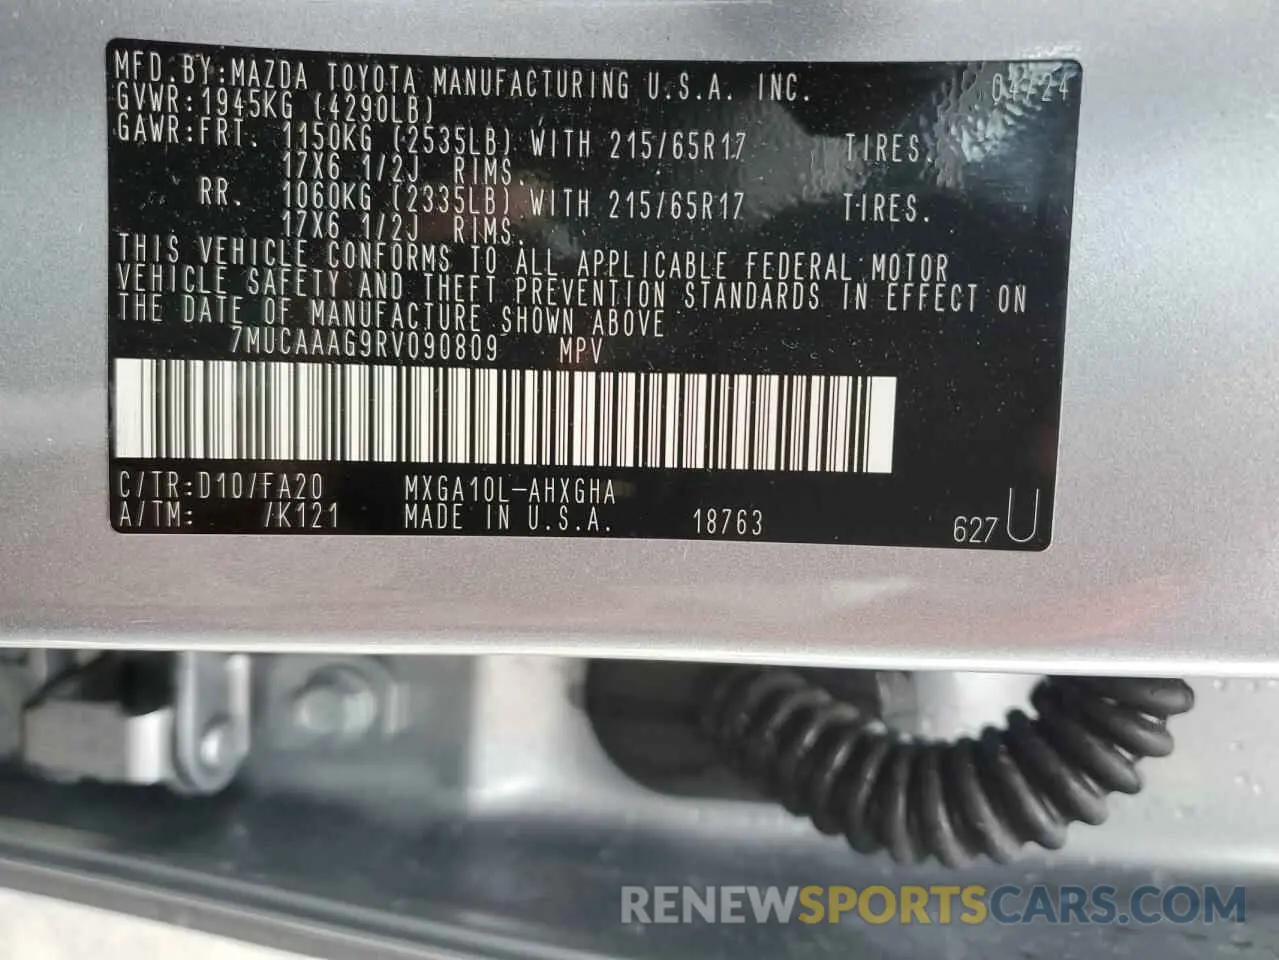 MFD.BY:MAZDA TOYOTA MANUFACTURING U.S.A. INC. 04/24
GVWR:1945KG (4290LB)
GAWR:FRT. 1150KG (2535LB) WITH 215/65R17 TIRES.
17X6 1/2J RIMS.
RR. 1060KG (2335LB) WITH 215/65R17 TIRES.
17X6 1/2J RIMS.
THIS VEHICLE CONFORMS TO ALL APPLICABLE FEDERAL MOTOR
VEHICLE SAFETY AND THEFT PREVENTION STANDARDS IN EFFECT ON
THE DATE OF MANUFACTURE SHOWN ABOVE
7MUCAAAG9RV090809 MPV
C/TR:D10/FA20 MXGA10L-AHXGHA
A/TM: /K121 MADE IN U.S.A. 18763 627 U
RENEWSPORTSCARS.COM